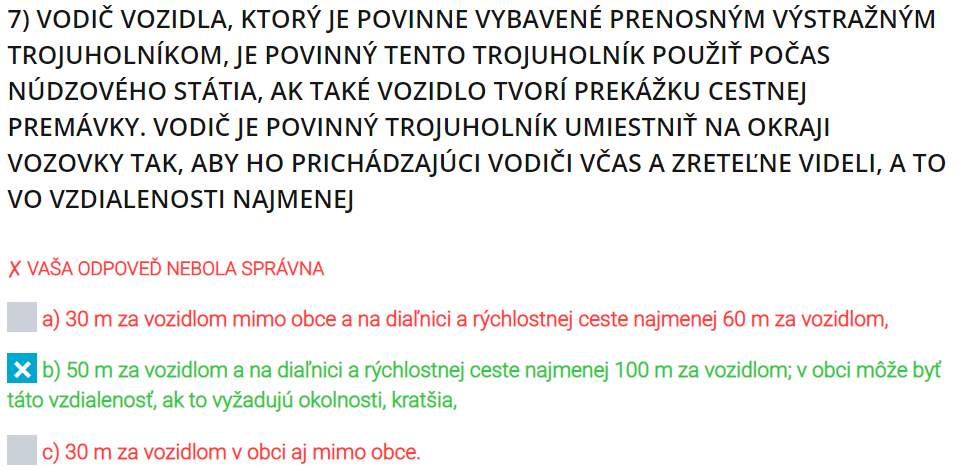 7) VODIČ VOZIDLA, KTORÝ JE POVINNE VYBAVENÉ PRENOSNÝM VÝSTRAŽNÝM
TROJUHOLNÍKOM, JE POVINNÝ TENTO TROJUHOLNÍK POUŽIŤ POČAS
NÚDZOVÉHO STÁTIA, AK TAKÉ VOZIDLO TVORÍ PREKÁŽKU CESTNEJ
PREMÁVKY. VODIČ JE POVINNÝ TROJUHOLNÍK UMIESTNIŤ NA OKRAJI
VOZOVKY TAK, ABY HO PRICHÁDZAJÚCI VODIČI VČAS A ZRETEĽNE VIDELI, A TO
VO VZDIALENOSTI NAJMENEJ
✗ VAŠA ODPOVEĎ NEBOLA SPRÁVNA
a) 30 m za vozidlom mimo obce a na diaľnici a rýchlostnej ceste najmenej 60 m za vozidlom,
b) 50 m za vozidlom a na diaľnici a rýchlostnej ceste najmenej 100 m za vozidlom; v obci môže byť
táto vzdialenosť, ak to vyžadujú okolnosti, kratšia,
c) 30 m za vozidlom v obci aj mimo obce.